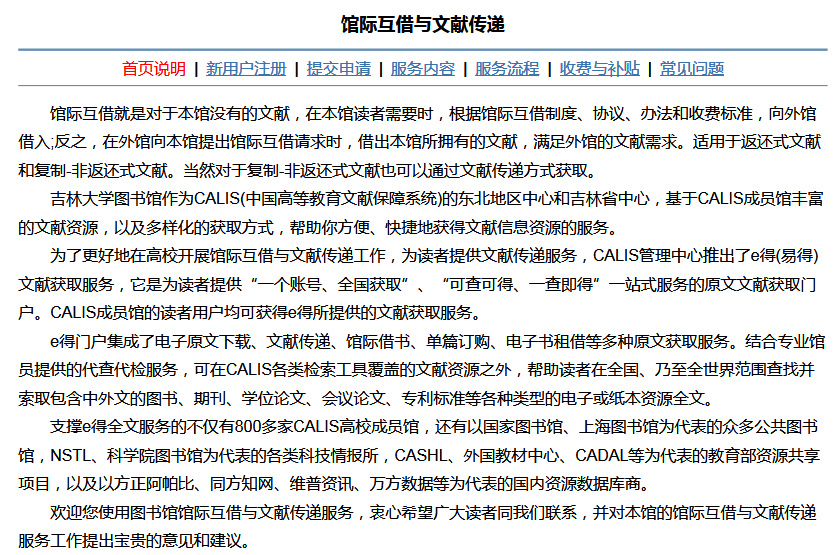 馆际互借与文献传递
首页说明 | 新用户注册 | 提交申请 | 服务内容 | 服务流程 | 收费与补贴 | 常见问题
馆际互借就是对于本馆没有的文献，在本馆读者需要时，根据馆际互借制度、协议、办法和收费标准，向外馆
借入;反之，在外馆向本馆提出馆际互借请求时，借出本馆所拥有的文献，满足外馆的文献需求。适用于返还式文献
和复制-非返还式文献。当然对于复制-非返还式文献也可以通过文献传递方式获取。
吉林大学图书馆作为CALIS(中国高等教育文献保障系统)的东北地区中心和吉林省中心，基于CALIS成员馆丰富
的文献资源，以及多样化的获取方式，帮助你方便、快捷地获得文献信息资源的服务。
为了更好地在高校开展馆际互借与文献传递工作，为读者提供文献传递服务，CALIS管理中心推出了e得(易得)
文献获取服务，它是为读者提供“一个账号、全国获取”、“可查可得、一查即得”一站式服务的原文文献获取门
户。CALIS成员馆的读者用户均可获得e得所提供的文献获取服务。
e得门户集成了电子原文下载、文献传递、馆际借书、单篇订购、电子书租借等多种原文获取服务。结合专业馆
员提供的代查代检服务，可在CALIS各类检索工具覆盖的文献资源之外，帮助读者在全国、乃至全世界范围查找并
索取包含中外文的图书、期刊、学位论文、会议论文、专利标准等各种类型的电子或纸本资源全文。
支撑e得全文服务的不仅有800多家CALIS高校成员馆，还有以国家图书馆、上海图书馆为代表的众多公共图书
馆，NSTL、科学院图书馆为代表的各类科技情报所，CASHL、外国教材中心、CADAL等为代表的教育部资源共享
项目，以及以方正阿帕比、同方知网、维普资讯、万方数据等为代表的国内资源数据库商。
欢迎您使用图书馆馆际互借与文献传递服务，衷心希望广大读者同我们联系，并对本馆的馆际互借与文献传递
服务工作提出宝贵的意见和建议。